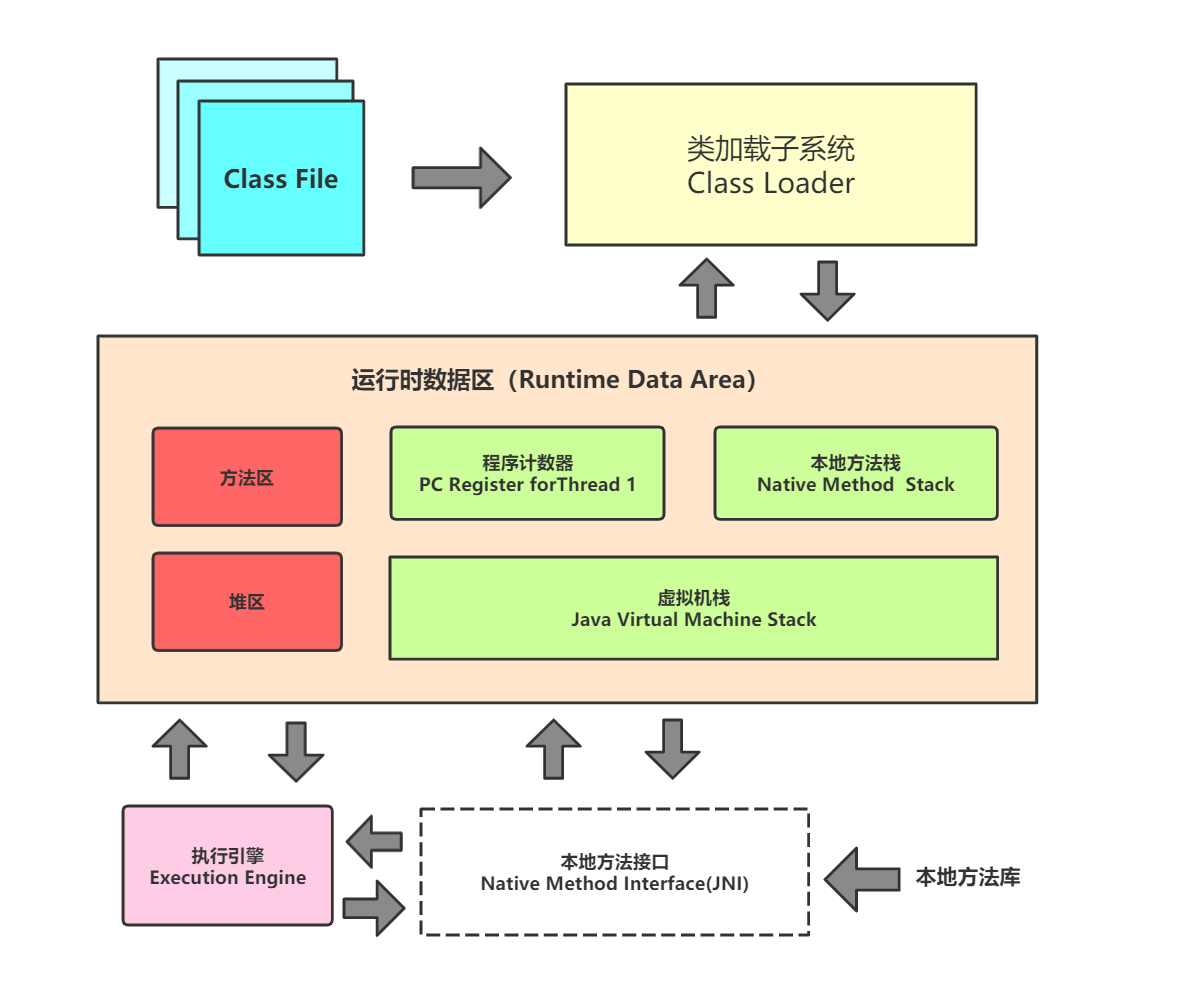 Class File
类加载子系统
Class Loader
运行时数据区（Runtime Data Area）
方法区
程序计数器
PC Register forThread 1
本地方法栈
Native Method  Stack
堆区
虚拟机栈
Java Virtual Machine Stack
执行引擎
Execution Engine
本地方法接口
Native Method Interface(JNI)
本地方法库